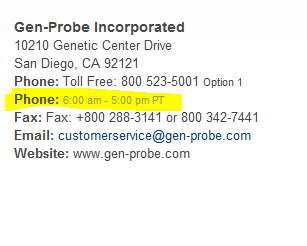 Gen-Probe Incorporated
10210 Genetic Center Drive
San Diego, CA 92121
Phone: Toll Free: 800 523-5001 Option 1
Phone: 6:00 am - 5:00 pm PT
Fax: Fax: +800 288-3141 or 800 342-7441
Email: customerservice@gen-probe.com
Website: www.gen-probe.com